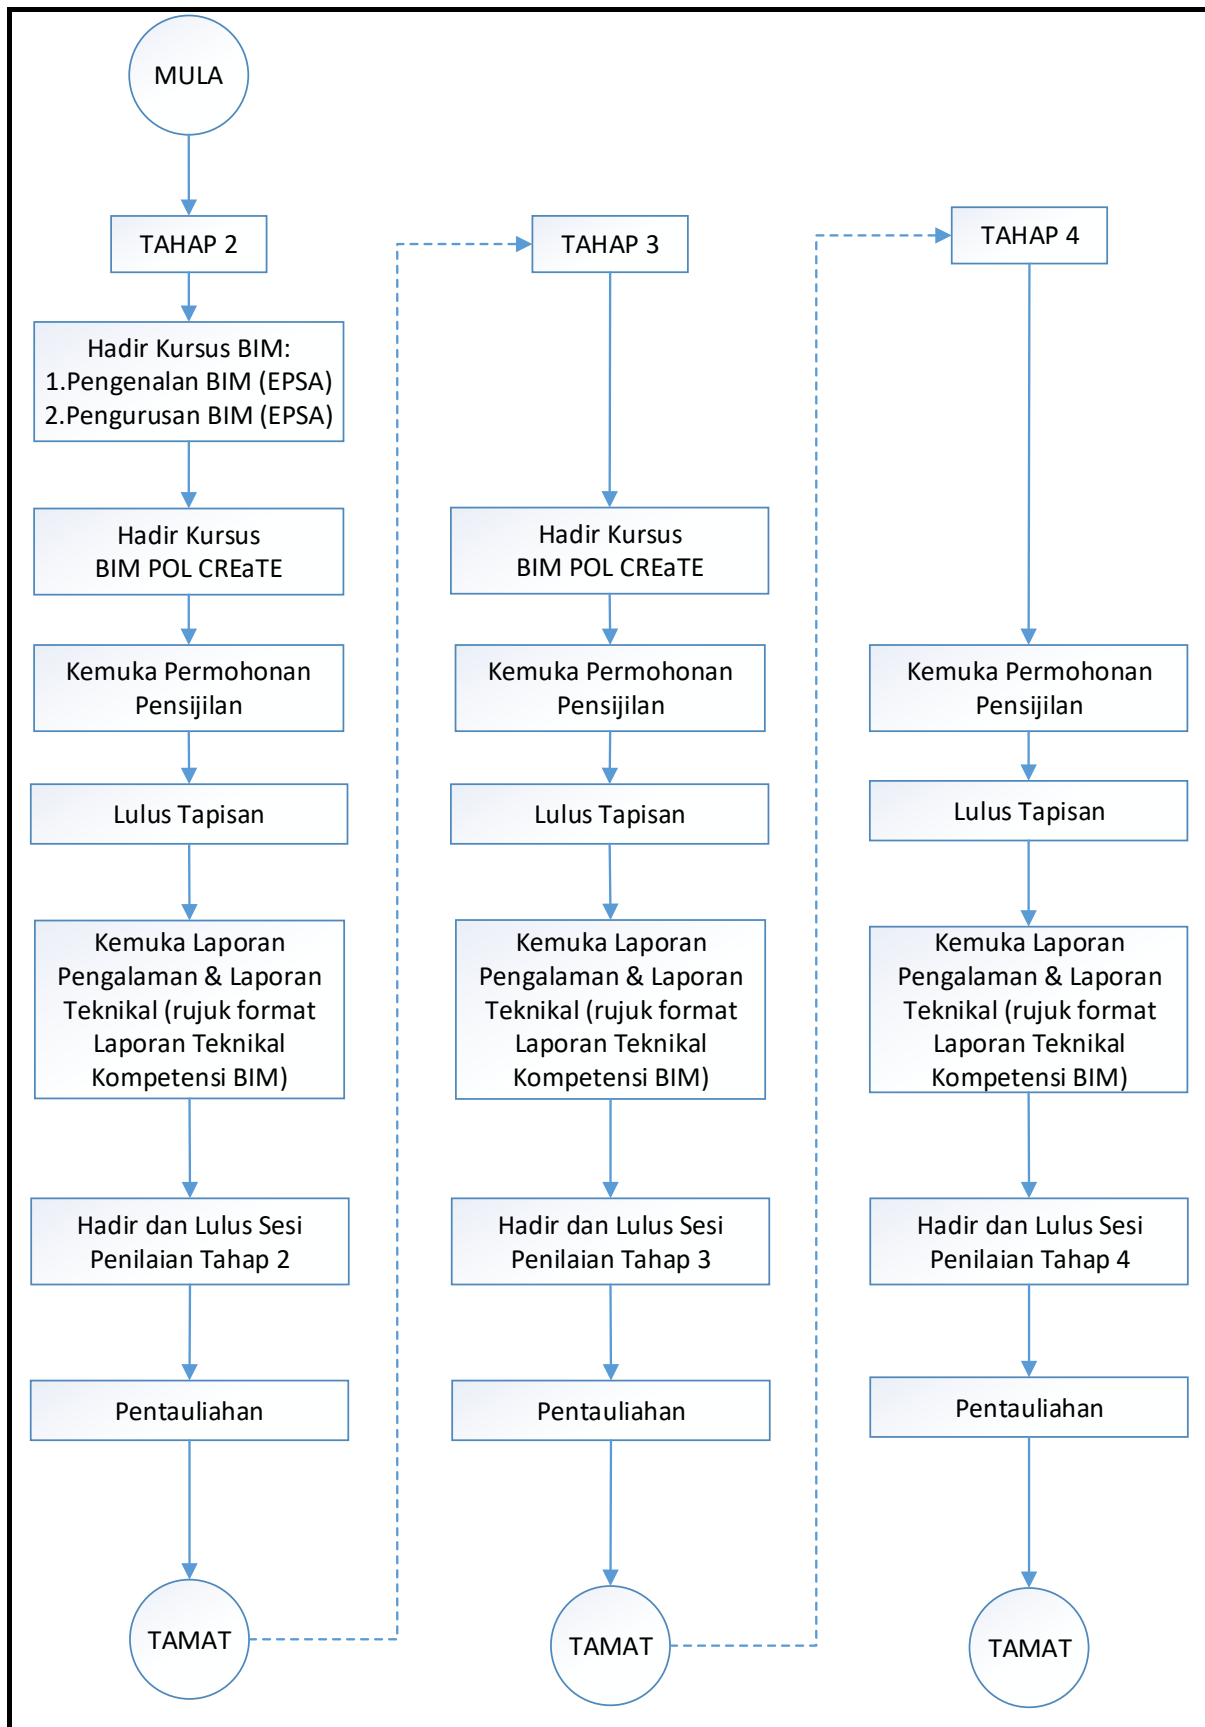 MULA
TAHAP 2
Hadir Kursus BIM:
1.Pengenalan BIM (EPSA)
2.Pengurusan BIM (EPSA)
Hadir Kursus
BIM POL CREaTE
Kemuka Permohonan
Pensijilan
Lulus Tapisan
Kemuka Laporan
Pengalaman & Laporan
Teknikal (rujuk format
Laporan Teknikal
Kompetensi BIM)
Hadir dan Lulus Sesi
Penilaian Tahap 2
Pentauliahan
TAMAT
TAHAP 3
Hadir Kursus
BIM POL CREaTE
Kemuka Permohonan
Pensijilan
Lulus Tapisan
Kemuka Laporan
Pengalaman & Laporan
Teknikal (rujuk format
Laporan Teknikal
Kompetensi BIM)
Hadir dan Lulus Sesi
Penilaian Tahap 3
Pentauliahan
TAMAT
TAHAP 4
Kemuka Permohonan
Pensijilan
Lulus Tapisan
Kemuka Laporan
Pengalaman & Laporan
Teknikal (rujuk format
Laporan Teknikal
Kompetensi BIM)
Hadir dan Lulus Sesi
Penilaian Tahap 4
Pentauliahan
TAMAT